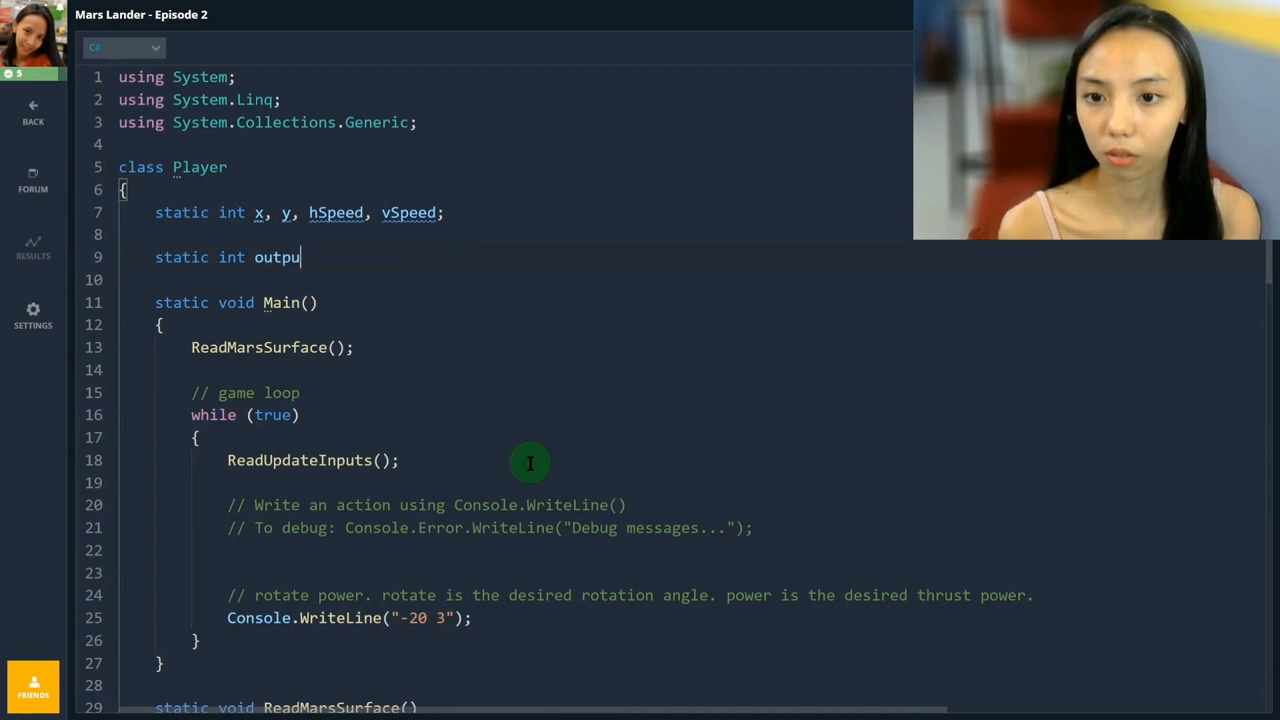 Mars Lander - Episode 2
C#
5
BACK
FORUM
RESULTS
SETTINGS
FRIENDS
1 using System;
2 using System.Linq;
3 using System.Collections.Generic;
4
5 class Player
6 {
7 static int x, y, hSpeed, vSpeed;
8
9 static int outpu
10
11 static void Main()
12 {
13 ReadMarsSurface();
14
15 // game loop
16 while (true)
17 {
18 ReadUpdateInputs();
19
20 // Write an action using Console.WriteLine()
21 // To debug: Console.Error.WriteLine("Debug messages...");
22
23
24 // rotate power. rotate is the desired rotation angle. power is the desired thrust power.
25 Console.WriteLine("-20 3");
26 }
27 }
28
29 static void ReadMarsSurface()